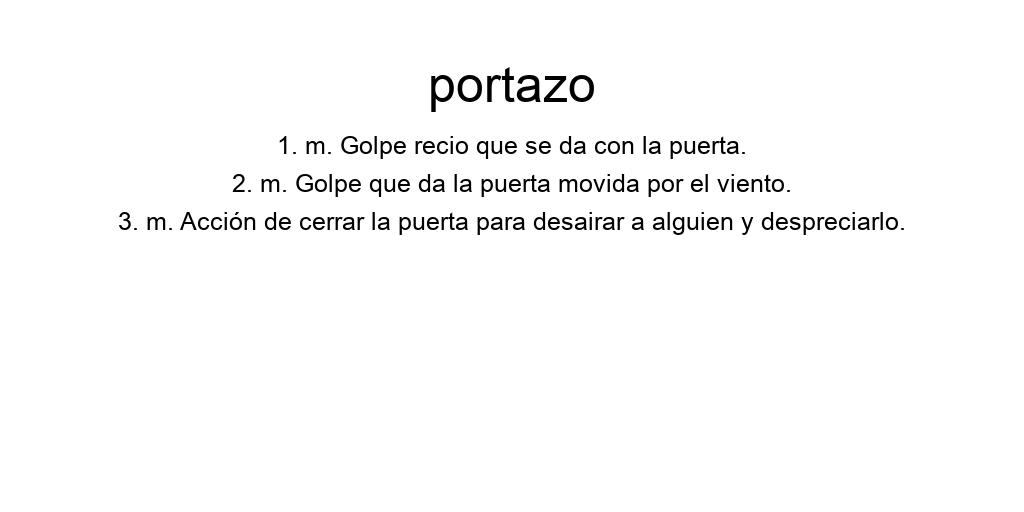 portazo
1. m. Golpe recio que se da con la puerta.
2. m. Golpe que da la puerta movida por el viento.
3. m. Acción de cerrar la puerta para desairar a alguien y despreciarlo.